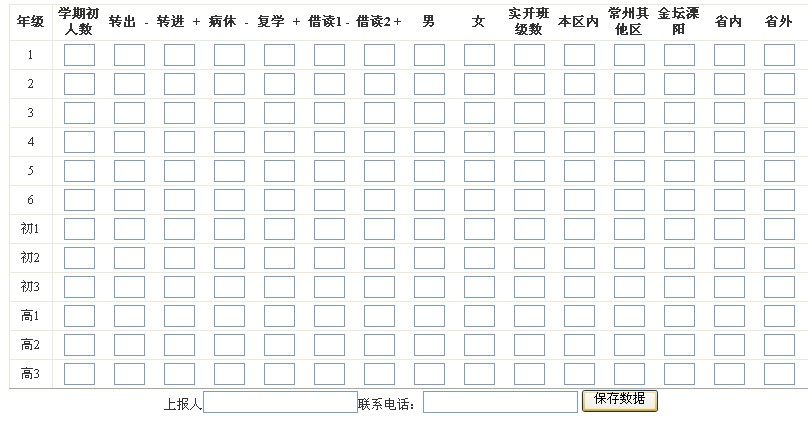 年级 学期初人数 转出 - 转进 + 病休 - 复学 + 借读1 - 借读2 + 男 女 实开班级数 本区内 常州其他区 金坛溧阳 省内 省外
1
2
3
4
5
6
初1
初2
初3
高1
高2
高3
上报人 联系电话： 保存数据